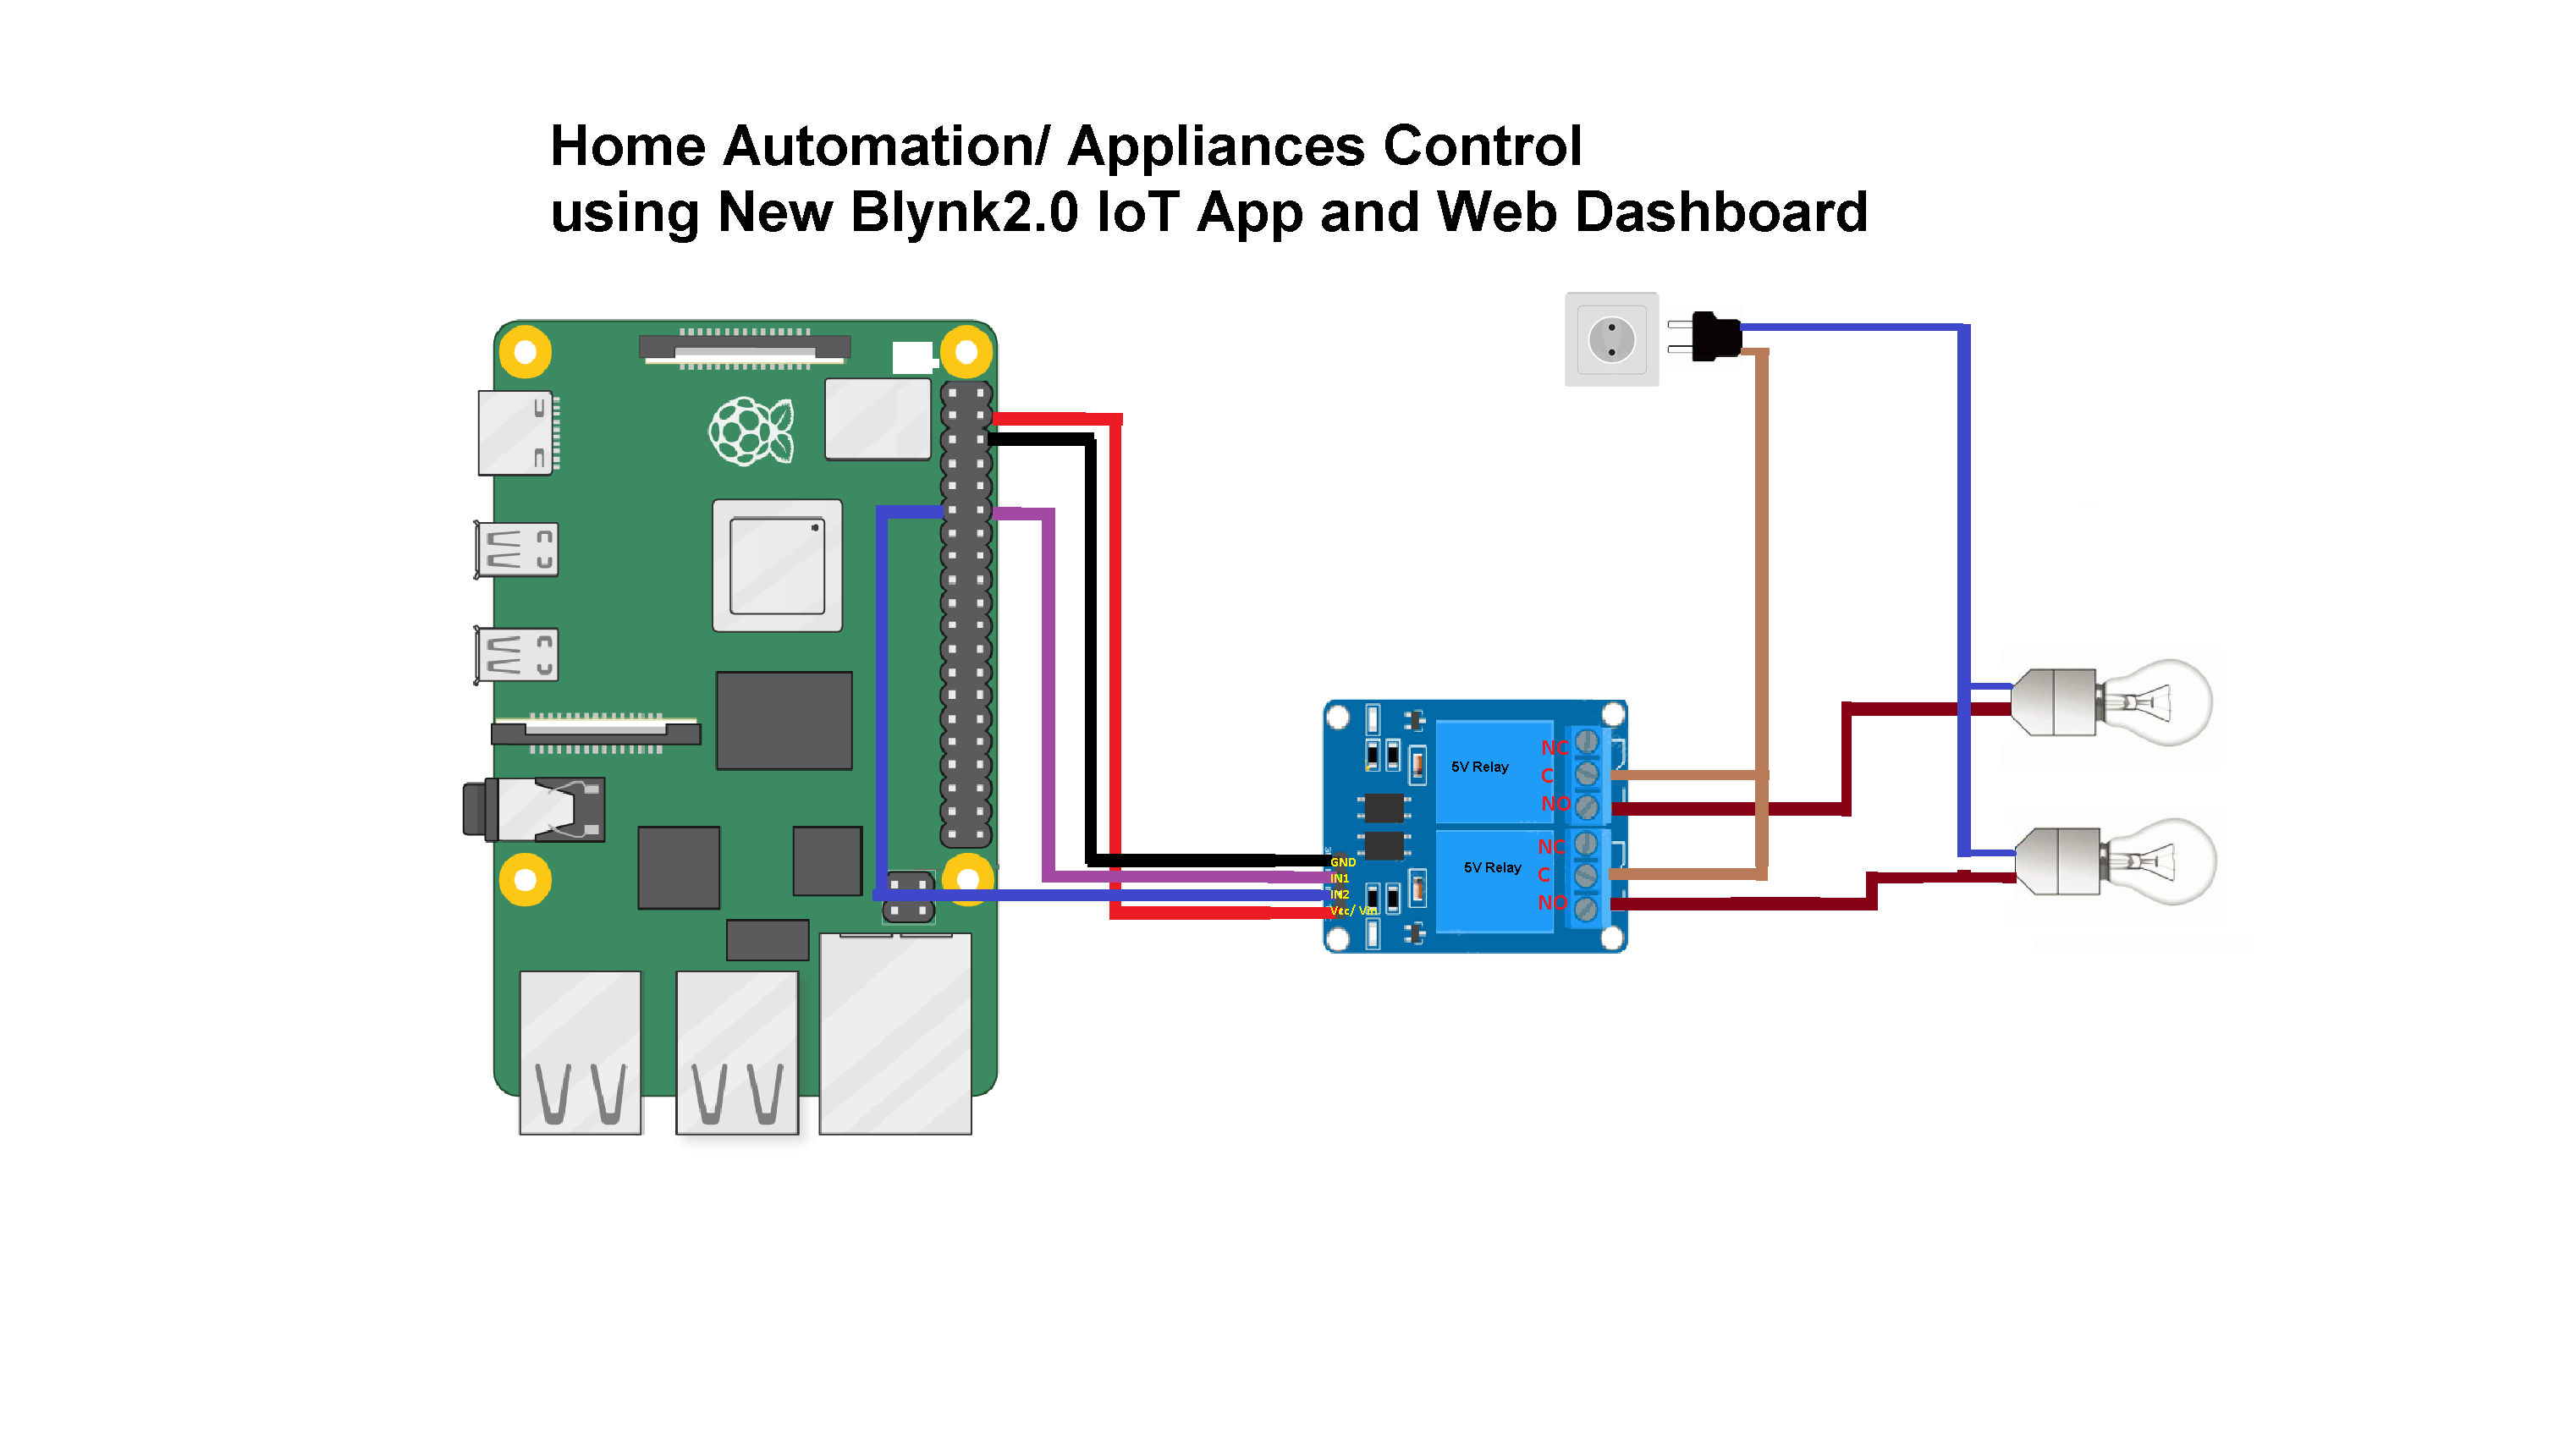 Home Automation/ Appliances Control
using New Blynk2.0 IoT App and Web Dashboard
5V Relay
NC
C
NO
5V Relay
NC
C
NO
GND
IN1
IN2
Vcc/ Vin